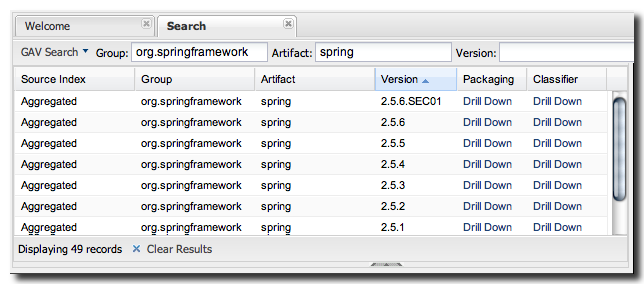 Welcome Search
GAV Search Group: org.springframework Artifact: spring Version:
Source Index Group Artifact Version Packaging Classifier
Aggregated org.springframework spring 2.5.6.SEC01 Drill Down Drill Down
Aggregated org.springframework spring 2.5.6 Drill Down Drill Down
Aggregated org.springframework spring 2.5.5 Drill Down Drill Down
Aggregated org.springframework spring 2.5.4 Drill Down Drill Down
Aggregated org.springframework spring 2.5.3 Drill Down Drill Down
Aggregated org.springframework spring 2.5.2 Drill Down Drill Down
Aggregated org.springframework spring 2.5.1 Drill Down Drill Down
Displaying 49 records Clear Results